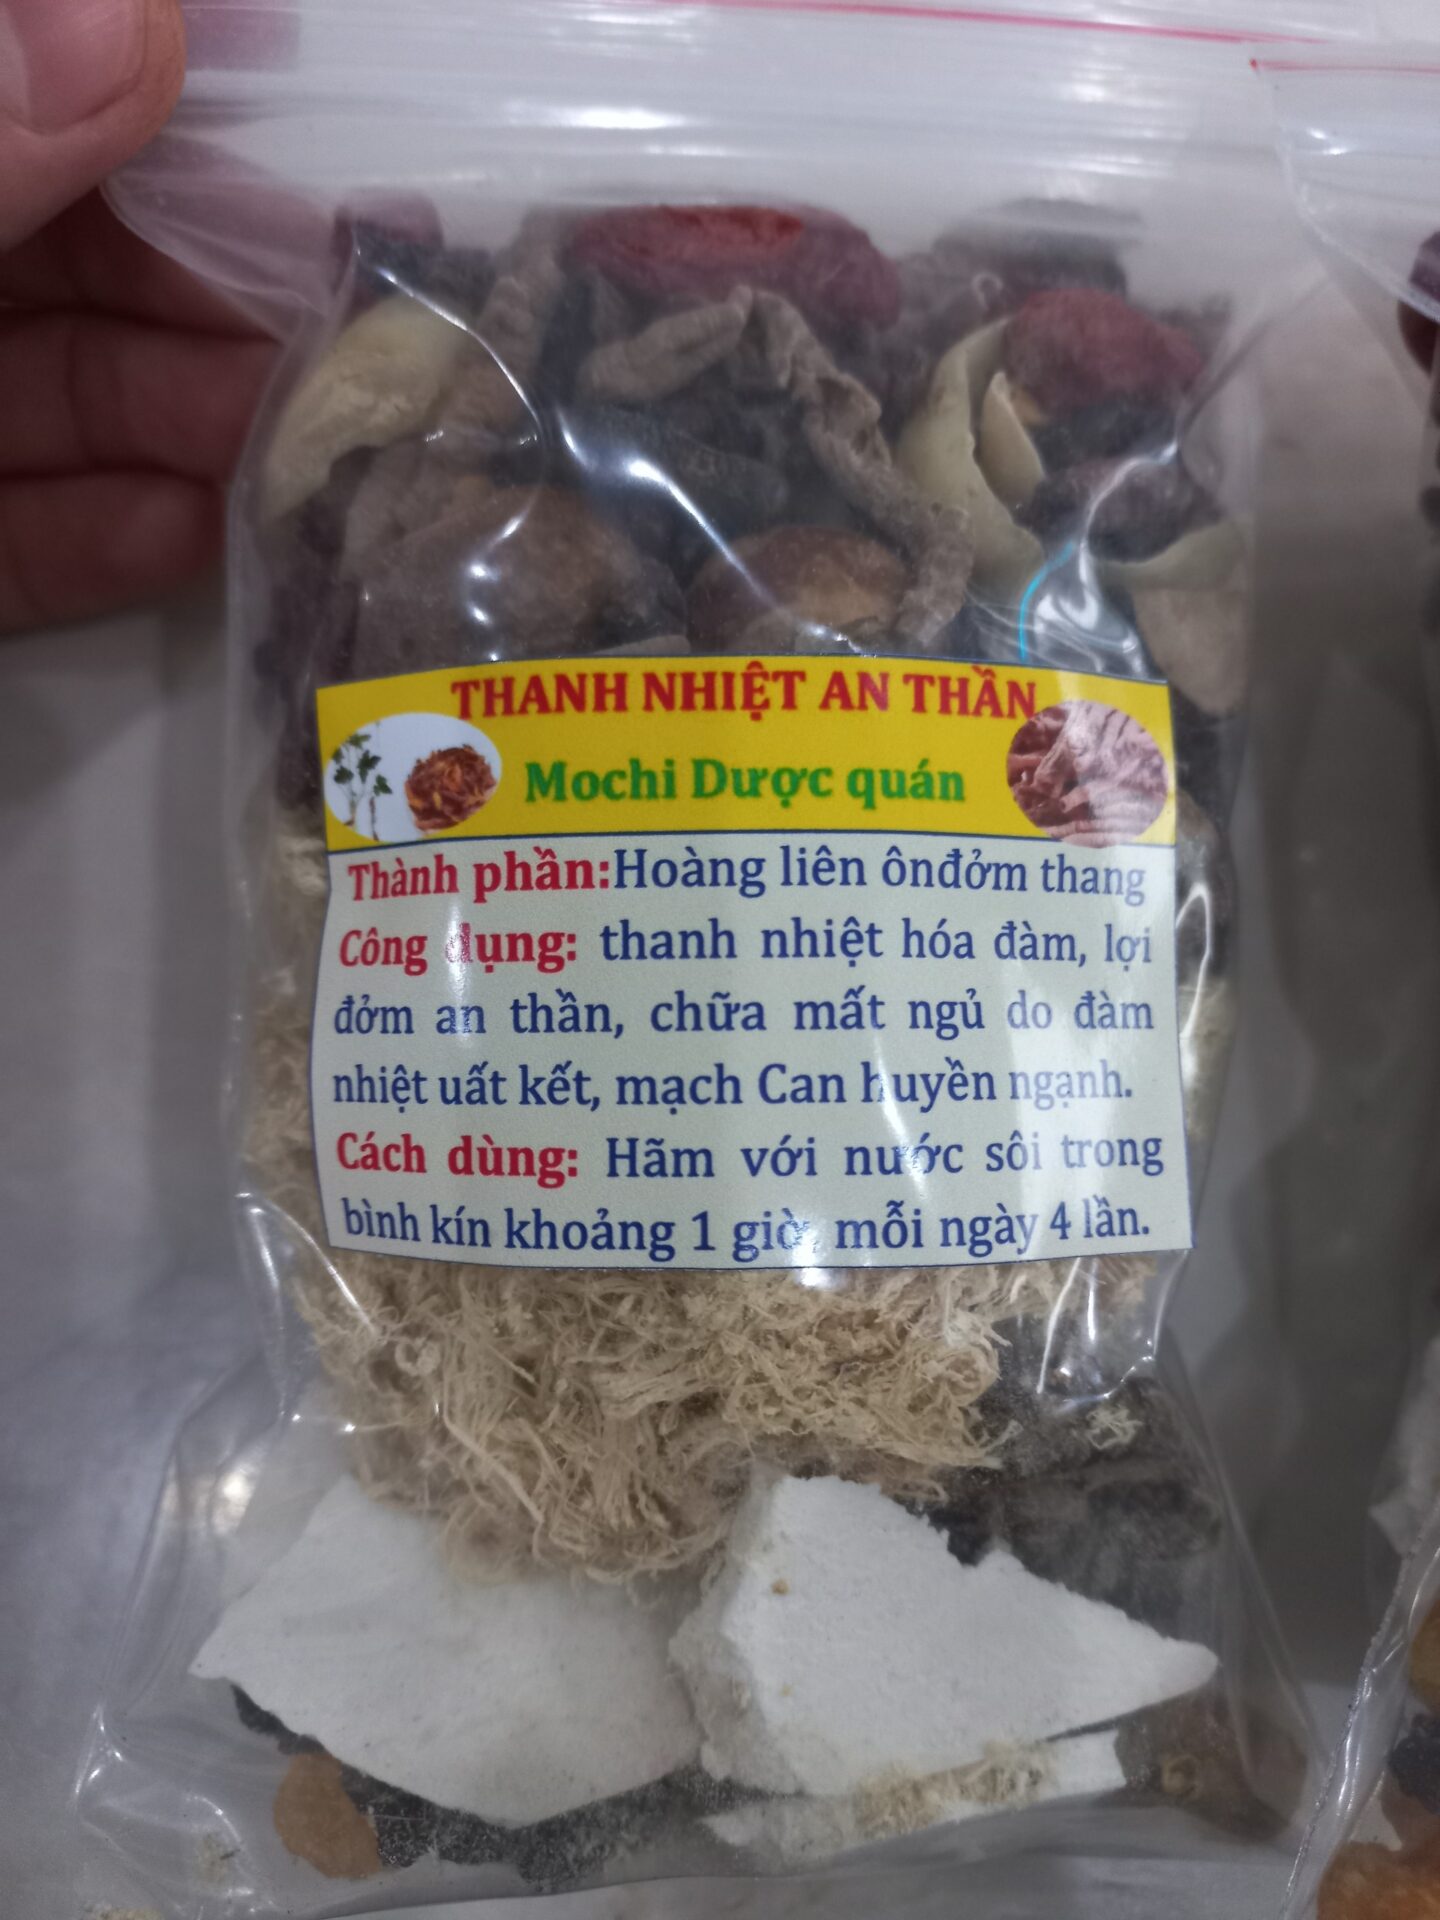 THANH NHIỆT AN THẦN
Mochi Dược quán
Thành phần:Hoàng liên ônđởm thang
Công dụng: thanh nhiệt hóa đàm, lợi
đởm an thần, chữa mất ngủ do đàm
nhiệt uất kết, mạch Can huyền ngạnh.
Cách dùng: Hãm với nước sôi trong
bình kín khoảng 1 giờ, mỗi ngày 4 lần.